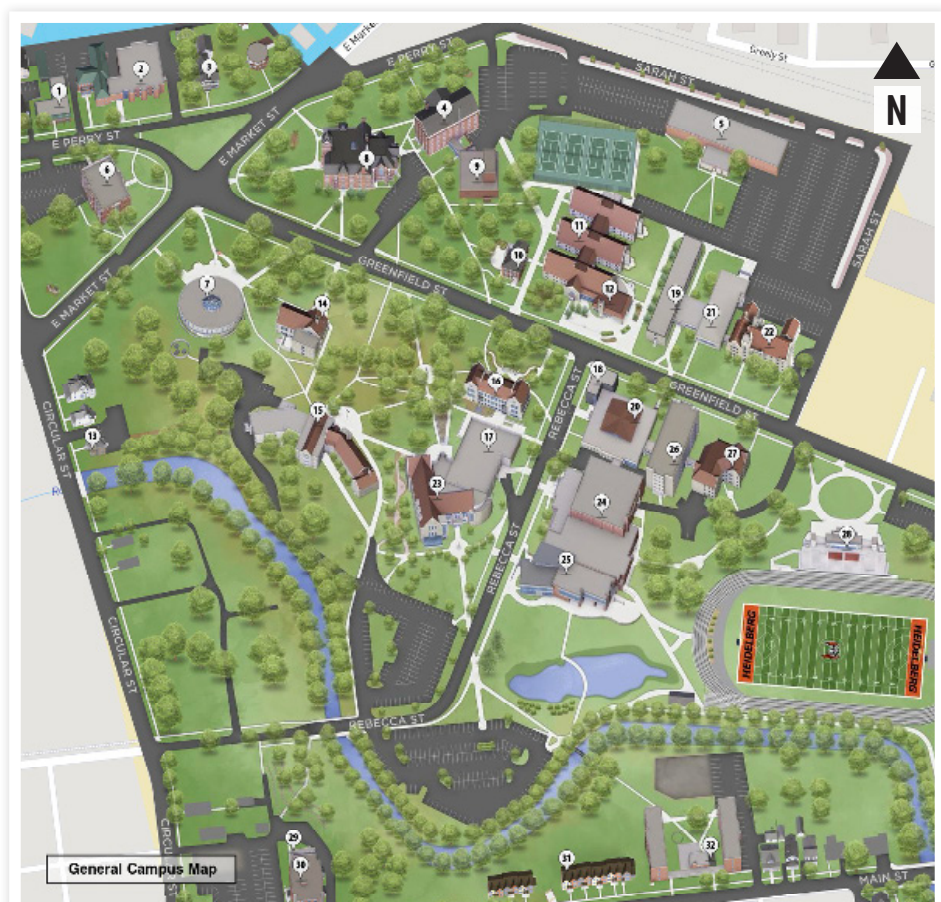 E Marke
Greely St
E PERRY ST
SARAH ST
N
1
2
3
4
5
E PERRY ST
E MARKET ST
6
8
9
SARAH ST
11
10
12
GREENFIELD ST
7
14
19
21
22
E MARKET ST
CIRCULAR ST
13
15
16
17
18
REBECCA ST
20
GREENFIELD ST
26
27
23
24
28
25
REBECCA ST
HEIDELBERG
HEIDELBERG
CIRCULAR ST
REBECCA ST
CIRCULAR ST
29
30
31
32
MAIN ST
General Campus Map